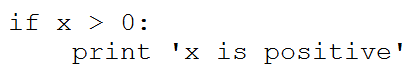 if x > 0:
    print 'x is positive'